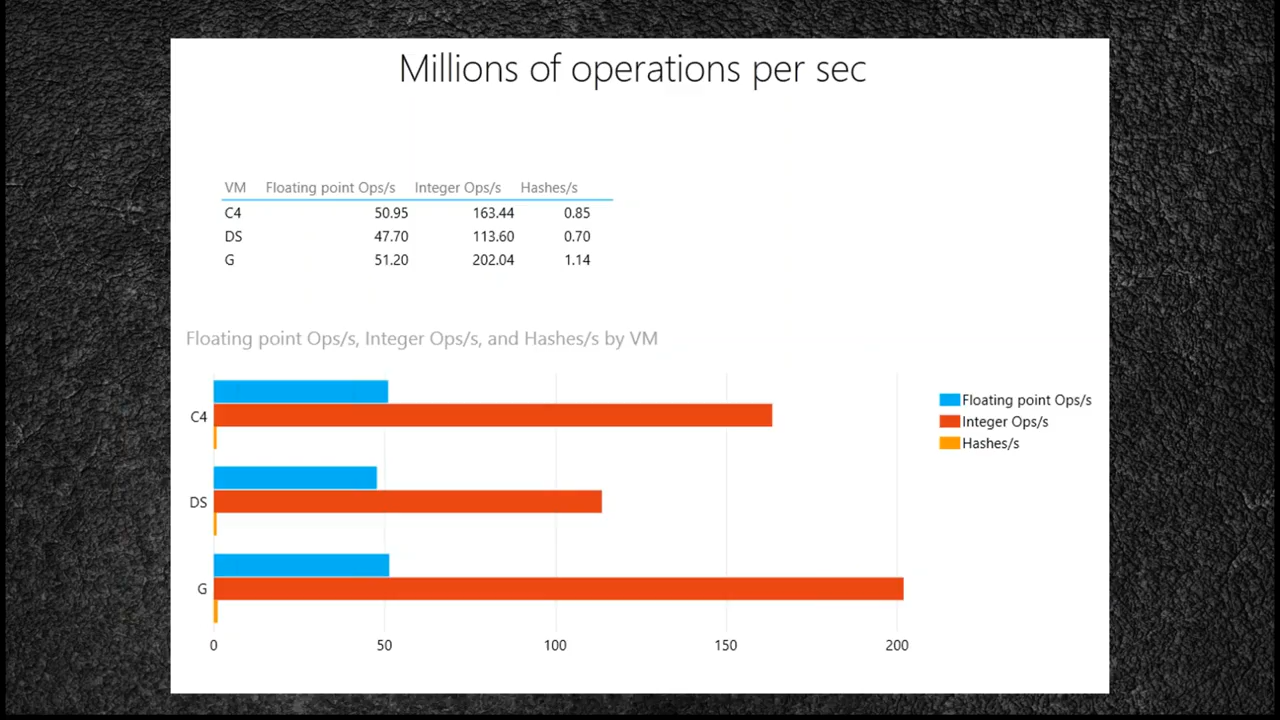 Millions of operations per sec
VM Floating point Ops/s Integer Ops/s Hashes/s
C4 50.95 163.44 0.85
DS 47.70 113.60 0.70
G 51.20 202.04 1.14
Floating point Ops/s, Integer Ops/s, and Hashes/s by VM
Floating point Ops/s
Integer Ops/s
Hashes/s
C4
DS
G
0 50 100 150 200